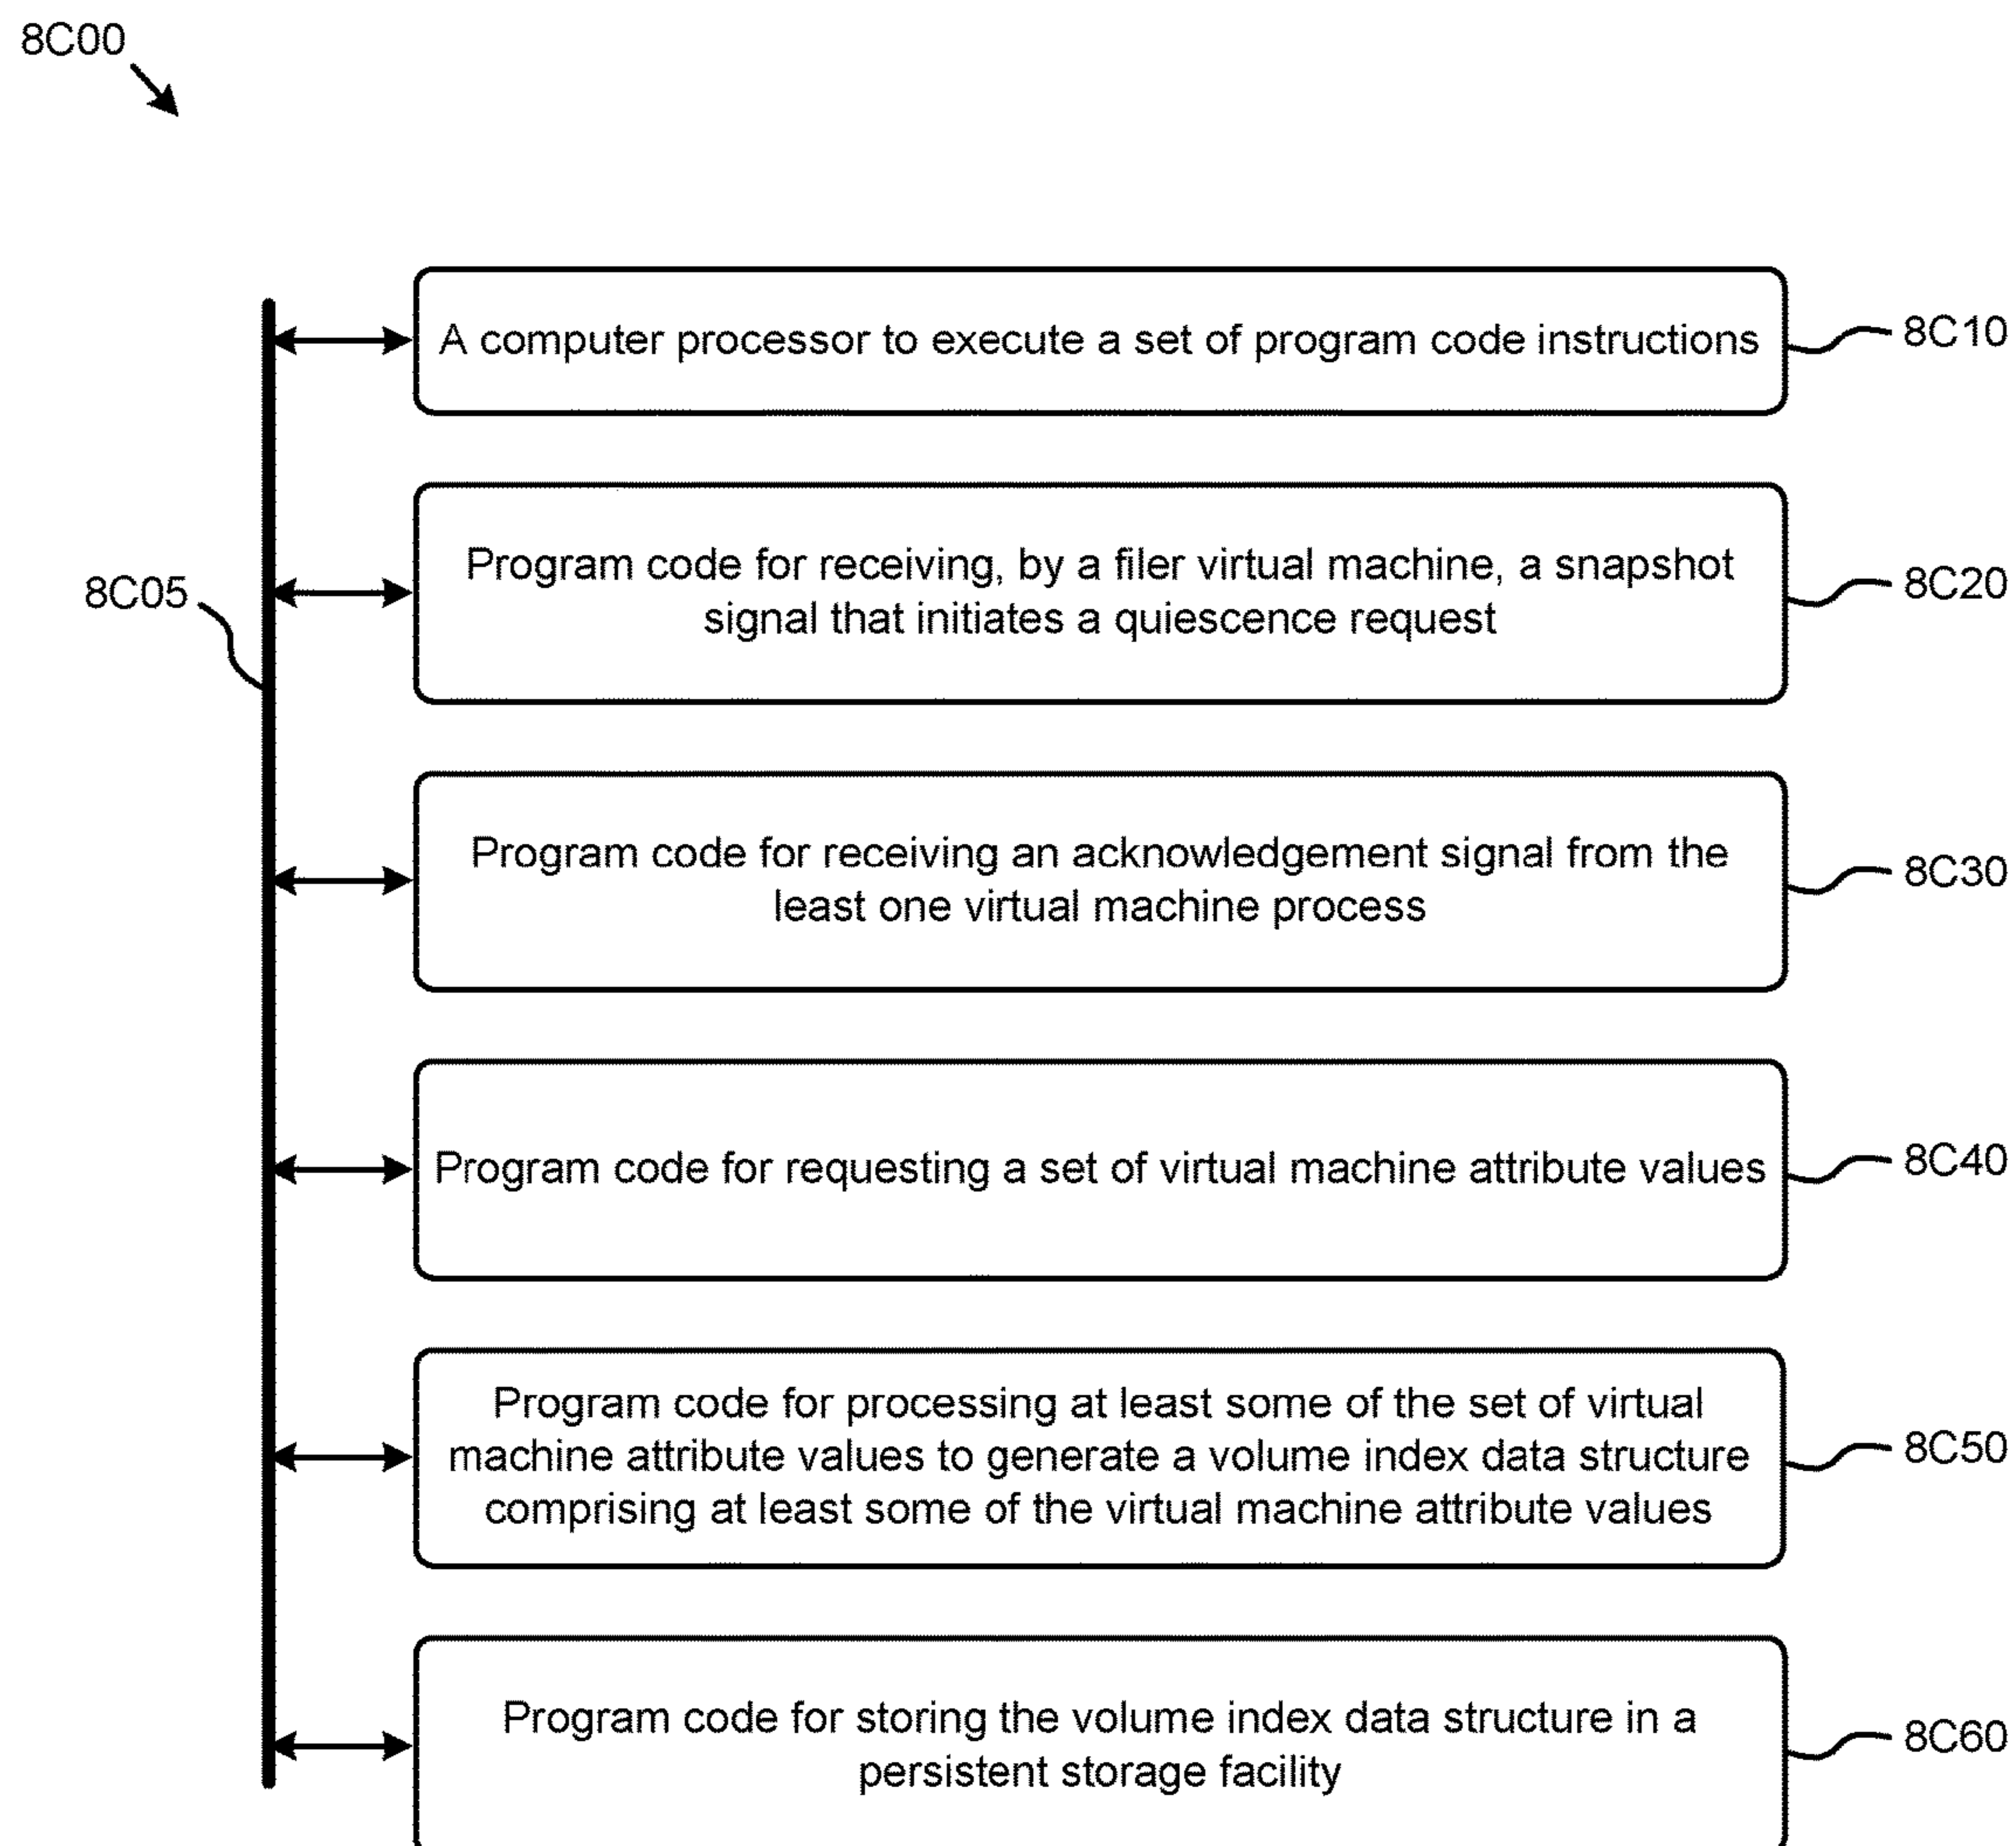 8C00
A computer processor to execute a set of program code instructions
8C10
Program code for receiving, by a filer virtual machine, a snapshot
signal that initiates a quiescence request
8C20
8C05
Program code for receiving an acknowledgement signal from the
least one virtual machine process
8C30
Program code for requesting a set of virtual machine attribute values
8C40
Program code for processing at least some of the set of virtual
machine attribute values to generate a volume index data structure
comprising at least some of the virtual machine attribute values
8C50
Program code for storing the volume index data structure in a
persistent storage facility
8C60